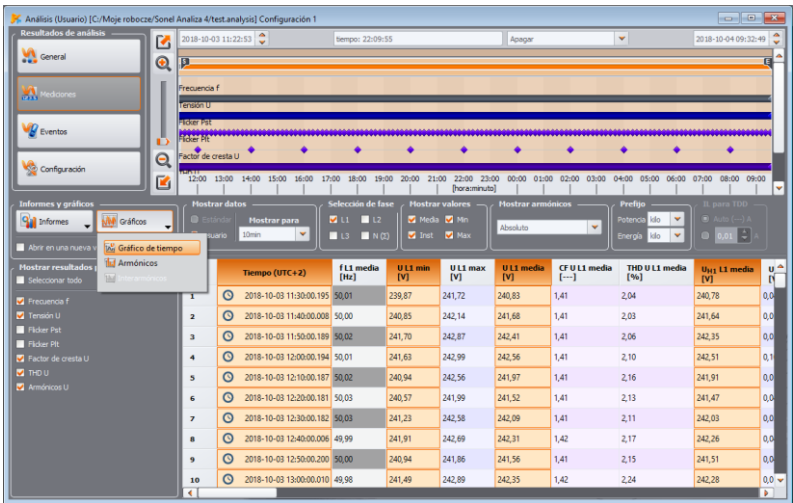 Análisis (Usuario) [C:/Moje robocze/Sonel Analiza 4/test.analysis] Configuración 1
Resultados de análisis
General
Mediciones
Eventos
Configuración
2018-10-03 11:22:53
tiempo: 22:09:55
Apagar
2018-10-04 09:32:49
S
E
Frecuencia f
Tensión U
Flicker Pst
Flicker Plt
Factor de cresta U
THD U
12:00 13:00 14:00 15:00 16:00 17:00 18:00 19:00 20:00 21:00 22:00 23:00 00:00 01:00 02:00 03:00 04:00 05:00 06:00 07:00 08:00 09:00
[hora:minuto]
Informes y gráficos
Informes
Gráficos
Abrir en una nueva v
Gráfico de tiempo
Armónicos
Interarmónicos
Mostrar datos
Estándar
Usuario
Mostrar para
10min
Selección de fase
L1 L2
L3 N (Σ)
Mostrar valores
Media Min
Inst Max
Mostrar armónicos
Absoluto
Prefijo
Potencia kilo
Energía kilo
IL para TDD
Auto (---) A
0,01 A
Mostrar resultados p
Seleccionar todo
Frecuencia f
Tensión U
Flicker Pst
Flicker Plt
Factor de cresta U
THD U
Armónicos U
Tiempo (UTC+2) f L1 media [Hz] U L1 min [V] U L1 max [V] U L1 media [V] CF U L1 media [---] THD U L1 media [%] UH1 L1 media [V]
1 2018-10-03 11:30:00.195 50,01 239,87 241,72 240,83 1,41 2,04 240,78
2 2018-10-03 11:40:00.008 50,00 240,85 242,14 241,68 1,41 2,03 241,64
3 2018-10-03 11:50:00.189 50,02 241,70 242,87 242,41 1,41 2,06 242,35
4 2018-10-03 12:00:00.194 50,01 241,63 242,99 242,56 1,41 2,10 242,51
5 2018-10-03 12:10:00.187 50,02 240,94 242,56 241,97 1,41 2,16 241,91
6 2018-10-03 12:20:00.181 50,03 240,57 241,99 241,52 1,41 2,13 241,47
7 2018-10-03 12:30:00.182 50,03 241,23 242,58 242,09 1,41 2,11 242,03
8 2018-10-03 12:40:00.006 49,99 241,91 242,69 242,31 1,42 2,17 242,26
9 2018-10-03 12:50:00.200 50,00 240,94 241,86 241,56 1,41 2,15 241,51
10 2018-10-03 13:00:00.010 49,98 241,49 242,89 242,35 1,42 2,24 242,28